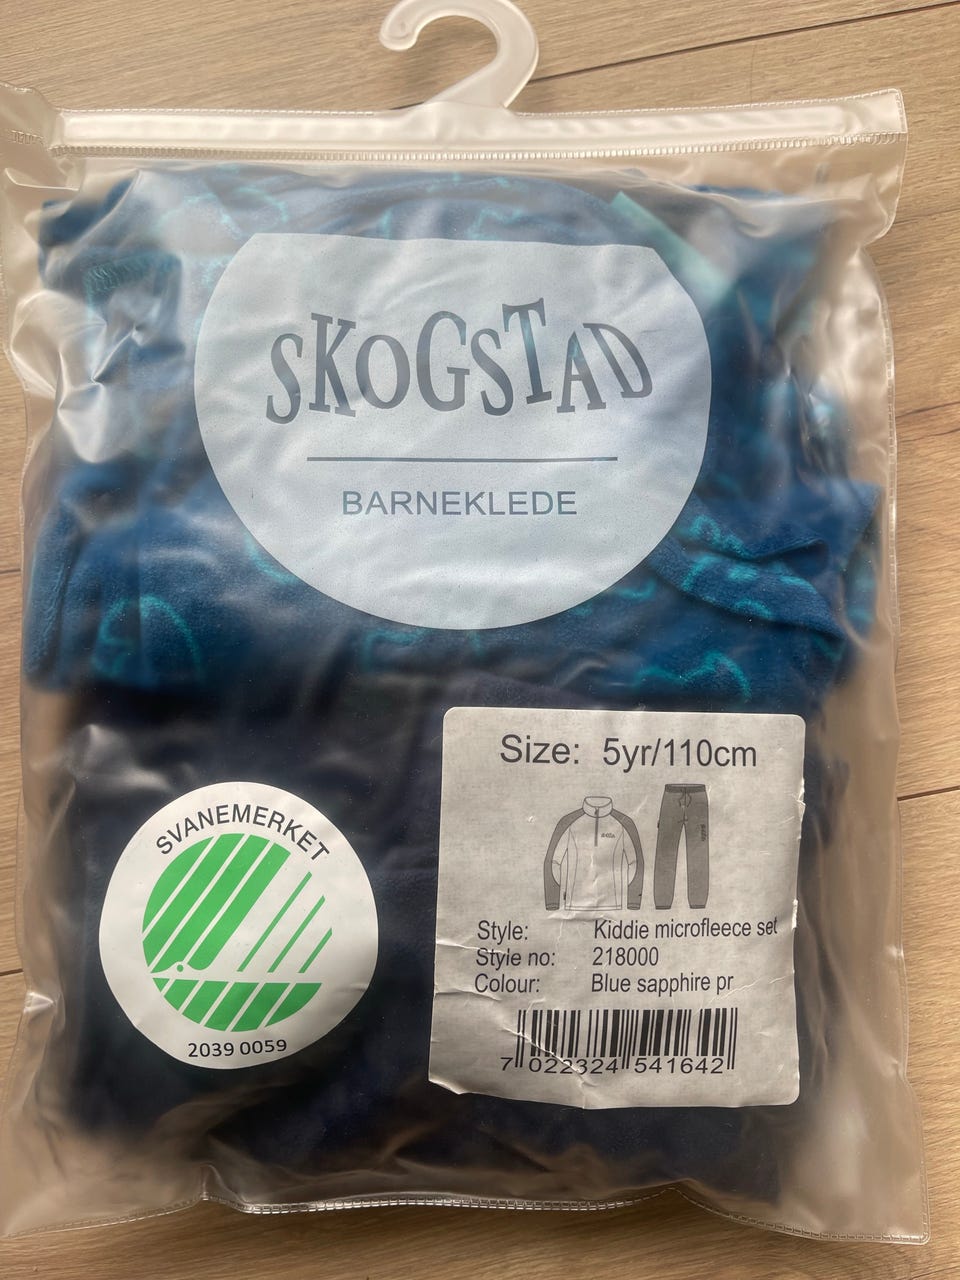 SKOGSTAD
BARNEKLEDE
Size: 5yr/110cm
Style: Kiddie microfleece set
Style no: 218000
Colour: Blue sapphire pr
7 022324 541642
SVANEMERKET
2039 0059